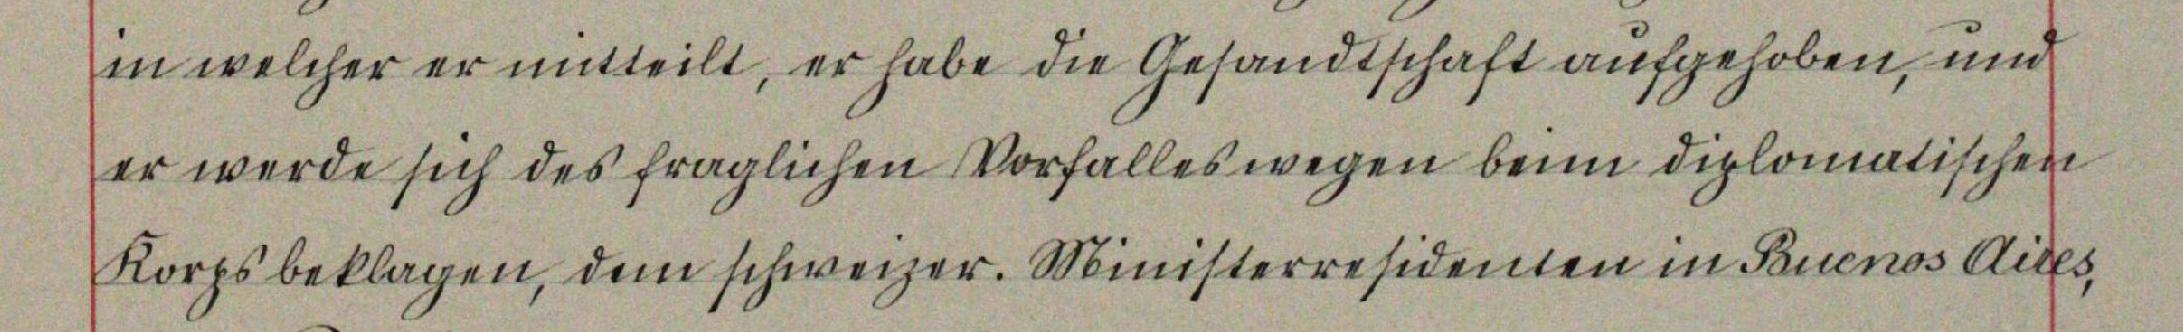 in welcher er mitteilt, er habe die Gesandtschaft aufgehoben, und
er werde sich des fraglichen Vorfalles wegen beim diplomatischen
Korps beklagen, dem schweizer. Ministerresidenten in Buenos Aires,